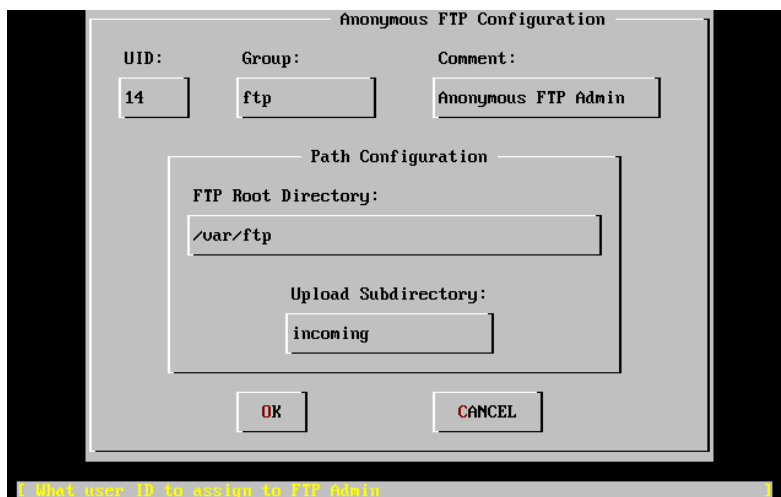 Anonymous FTP Configuration
UID: Group: Comment:
14 ftp Anonymous FTP Admin
Path Configuration
FTP Root Directory:
/var/ftp
Upload Subdirectory:
incoming
OK CANCEL
[ What user ID to assign to FTP Admin ]